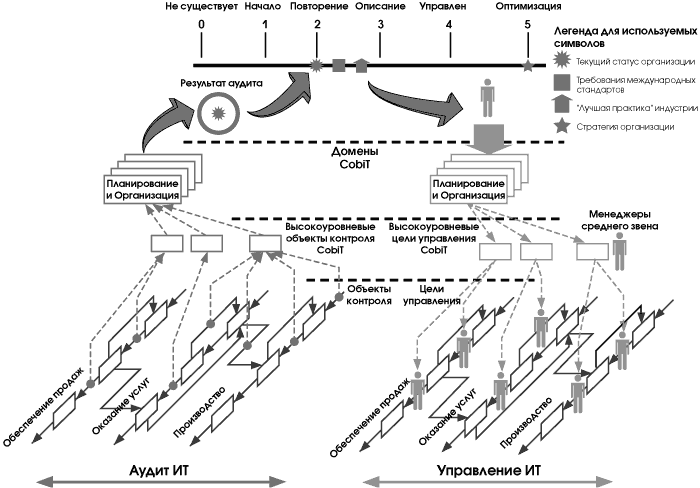 Не существует Начало Повторение Описание Управлен Оптимизация
0 1 2 3 4 5
Легенда для используемых
символов
Текущий статус организации
Требования международных
стандартов
"Лучшая практика" индустрии
Стратегия организации
Результат аудита
Домены
CobiT
Планирование
и Организация
Планирование
и Организация
Высокоуровневые
объекты контроля
CobiT
Высокоуровневые
цели управления
CobiT
Менеджеры
среднего звена
Объекты
контроля
Цели
управления
Обеспечение продаж
Оказание услуг
Производство
Обеспечение продаж
Оказание услуг
Производство
Аудит ИТ
Управление ИТ